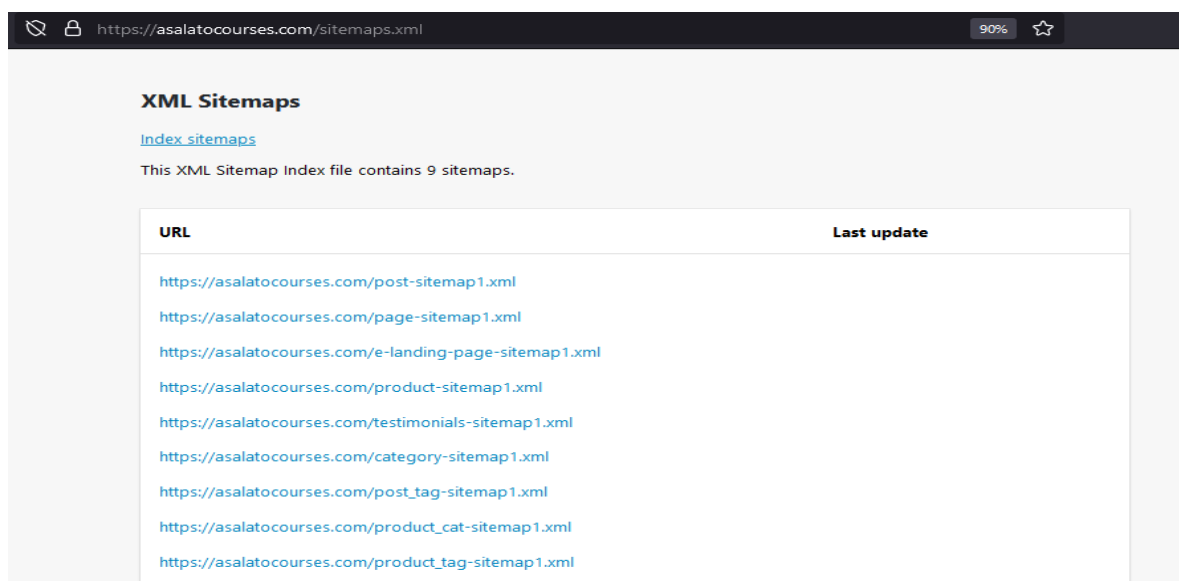 https://asalatocourses.com/sitemaps.xml 90%
XML Sitemaps
Index sitemaps
This XML Sitemap Index file contains 9 sitemaps.
URL Last update
https://asalatocourses.com/post-sitemap1.xml
https://asalatocourses.com/page-sitemap1.xml
https://asalatocourses.com/e-landing-page-sitemap1.xml
https://asalatocourses.com/product-sitemap1.xml
https://asalatocourses.com/testimonials-sitemap1.xml
https://asalatocourses.com/category-sitemap1.xml
https://asalatocourses.com/post_tag-sitemap1.xml
https://asalatocourses.com/product_cat-sitemap1.xml
https://asalatocourses.com/product_tag-sitemap1.xml